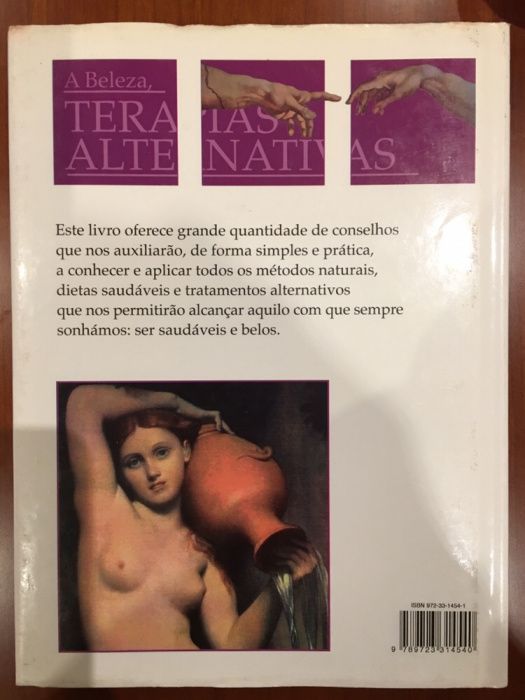 A Beleza,
TERAPIAS
ALTERNATIVAS
Este livro oferece grande quantidade de conselhos
que nos auxiliarão, de forma simples e prática,
a conhecer e aplicar todos os métodos naturais,
dietas saudáveis e tratamentos alternativos
que nos permitirão alcançar aquilo com que sempre
sonhámos: ser saudáveis e belos.
ISBN 972-33-1454-1
9 789723 314540